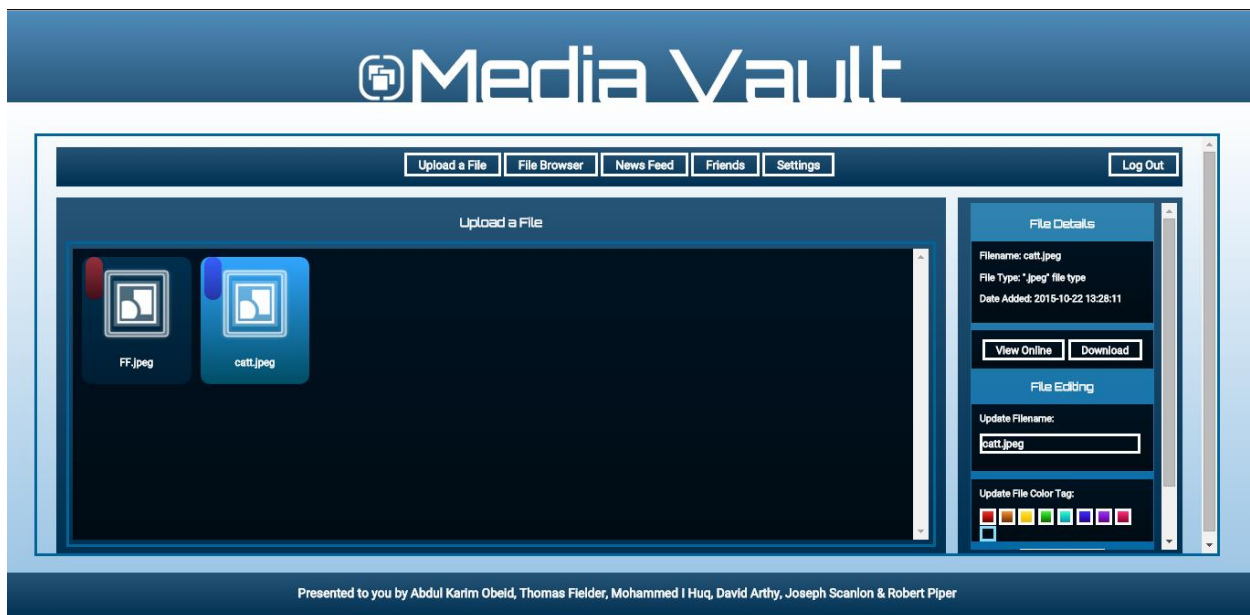 Media Vault
Upload a File File Browser News Feed Friends Settings Log Out
Upload a File
FF.jpeg catt.jpeg
File Details
Filename: catt.jpeg
File Type: ".jpeg" file type
Date Added: 2015-10-22 13:28:11
View Online Download
File Editing
Update Filename:
catt.jpeg
Update File Color Tag:
Presented to you by Abdul Karim Obeid, Thomas Fielder, Mohammed I Huq, David Arthy, Joseph Scanlon & Robert Piper